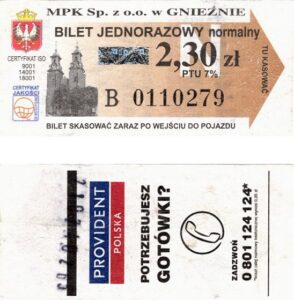 MPK Sp. z o.o. w GNIEŹNIE
BILET JEDNORAZOWY normalny
2,30 zł
PTU 7%
CERTYFIKAT ISO
9001
14001
18001
CERTYFIKAT
JAKOŚCI
B 0110279
TU KASOWAĆ
BILET SKASOWAĆ ZARAZ PO WEJŚCIU DO POJAZDU
PROVIDENT
POLSKA
POTRZEBUJESZ
GOTÓWKI?
ZADZWOŃ
0 801 124 124*